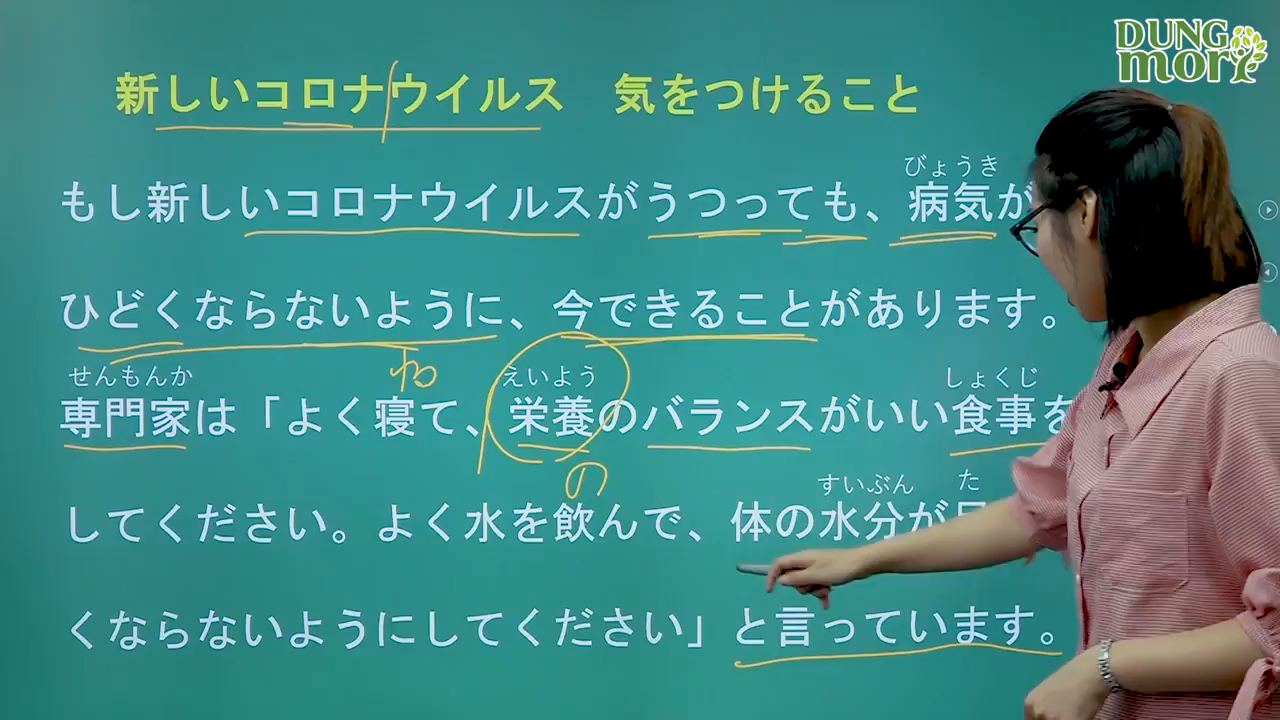 DUNG
mori
新しいコロナウイルス 気をつけること
びょうき
もし新しいコロナウイルスがうつっても、病気が
ひどくならないように、今できることがあります。
ね
せんもんか えいよう しょくじ
専門家は「よく寝て、栄養のバランスがいい食事を
の
すいぶん た
してください。よく水を飲んで、体の水分が
くならないようにしてください」と言っています。